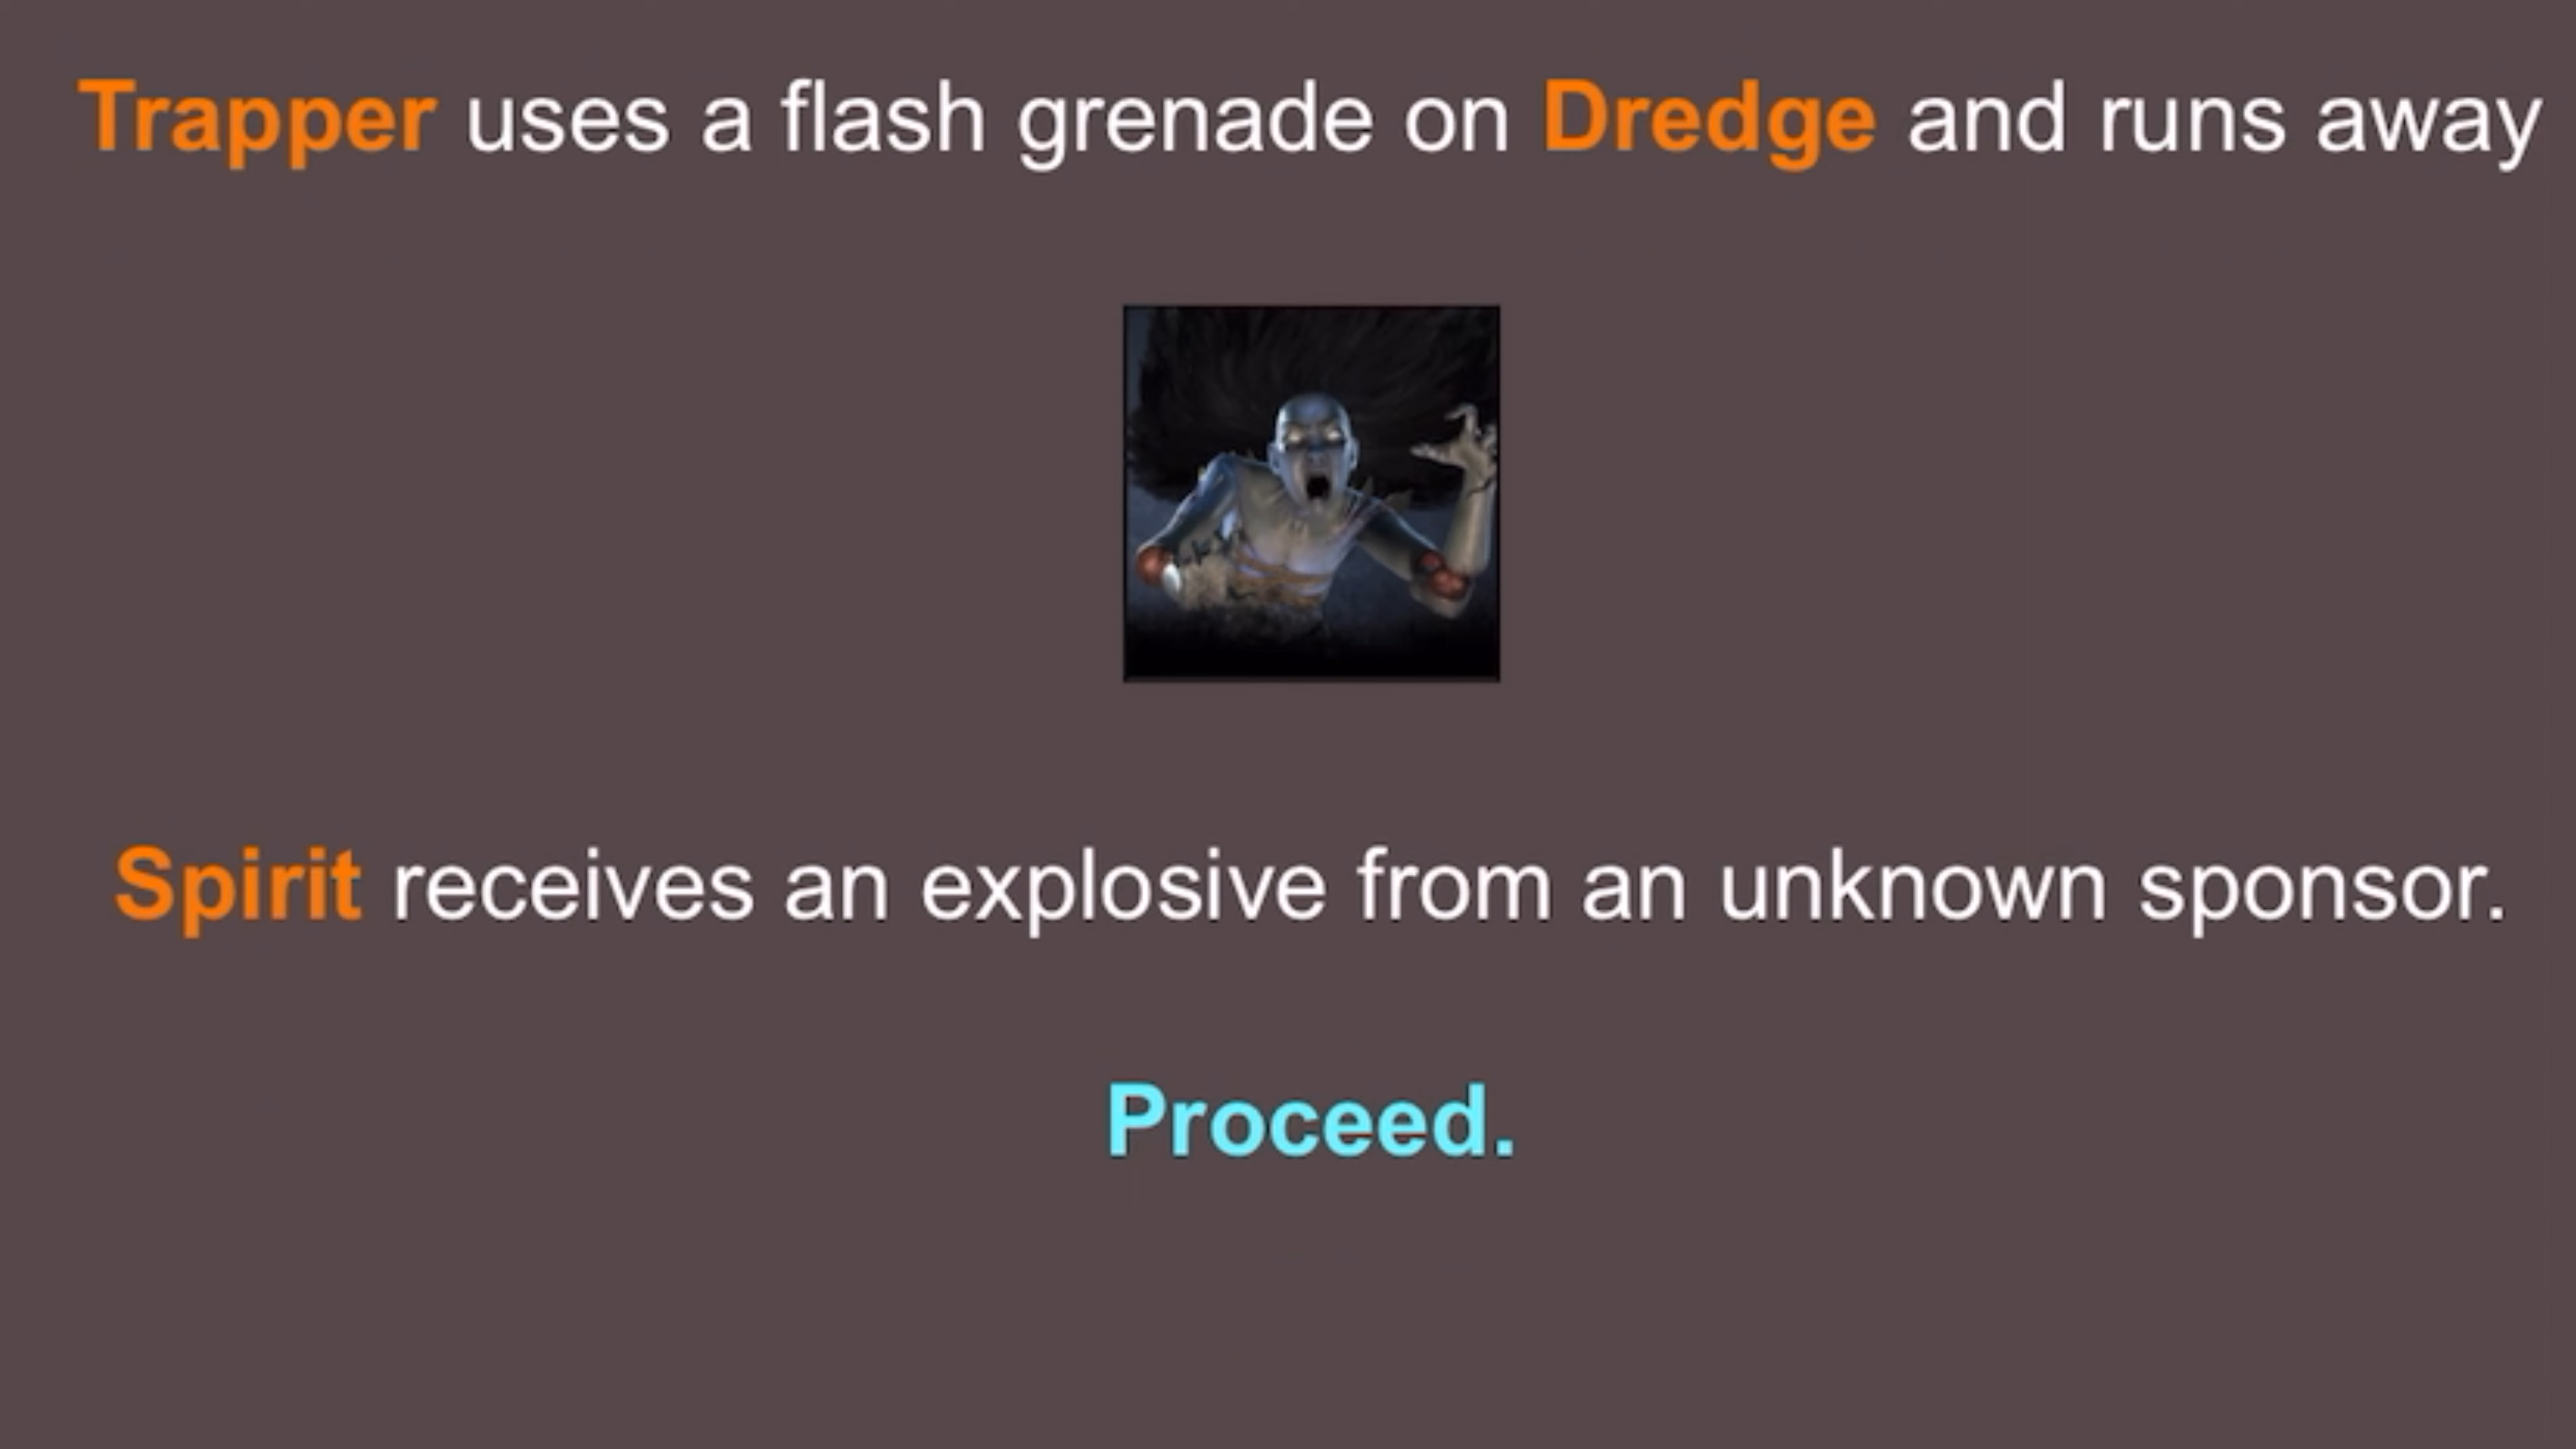 Trapper uses a flash grenade on Dredge and runs away
Spirit receives an explosive from an unknown sponsor.
Proceed.